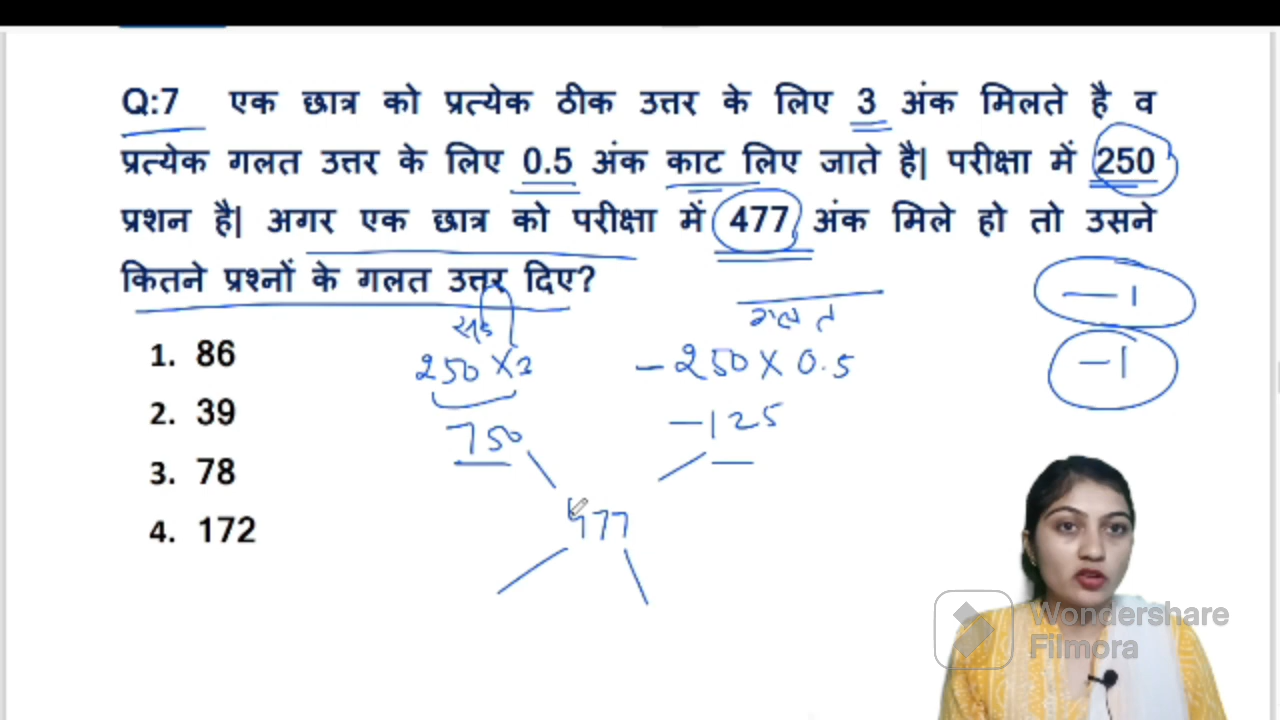 Q:7 एक छात्र को प्रत्येक ठीक उत्तर के लिए 3 अंक मिलते है व
प्रत्येक गलत उत्तर के लिए 0.5 अंक काट लिए जाते है| परीक्षा में 250
प्रशन है| अगर एक छात्र को परीक्षा में 477 अंक मिले हो तो उसने
कितने प्रश्नों के गलत उत्तर दिए?
1. 86
2. 39
3. 78
4. 172
गलत
250 × 3
- 250 × 0.5
750
- 125
477
- 1
- 1
Wondershare
Filmora